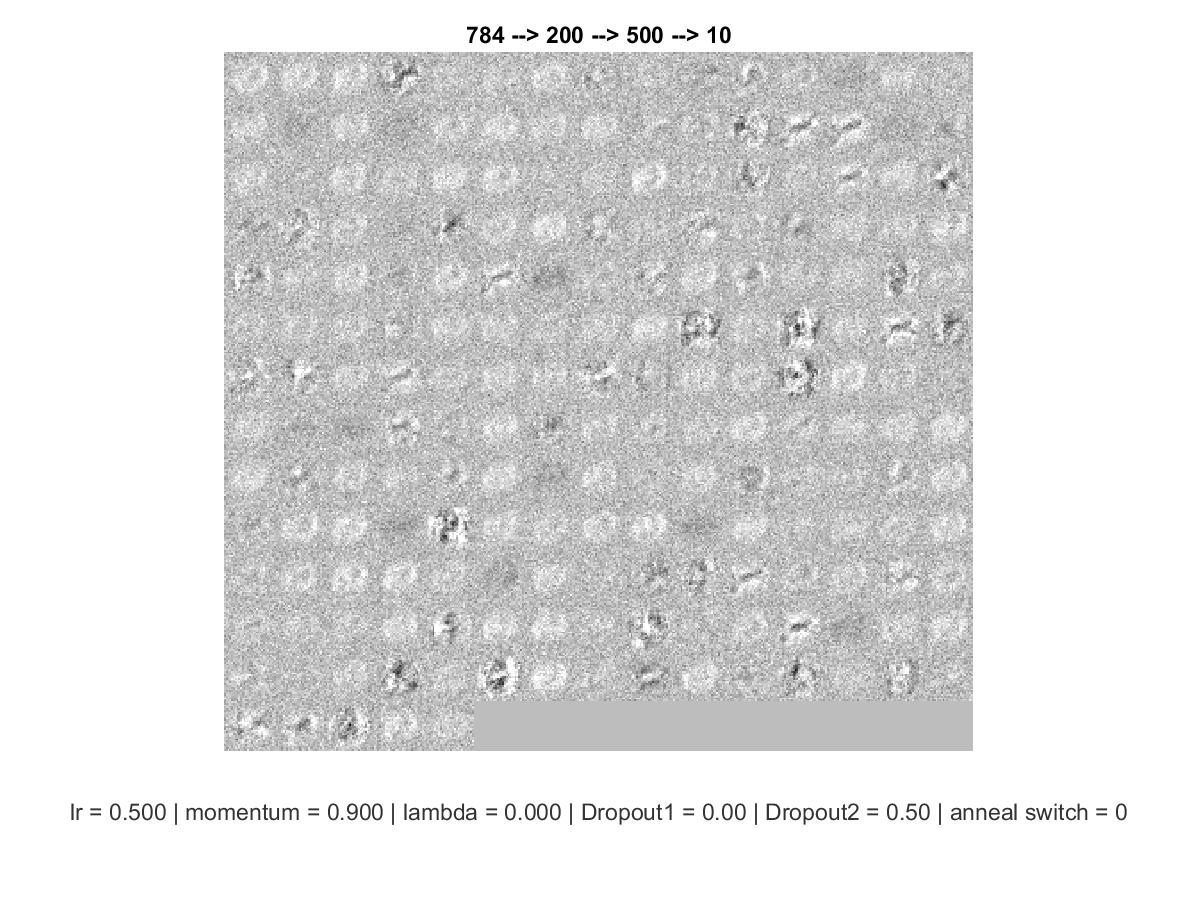 784 --> 200 --> 500 --> 10
lr = 0.500 | momentum = 0.900 | lambda = 0.000 | Dropout1 = 0.00 | Dropout2 = 0.50 | anneal switch = 0